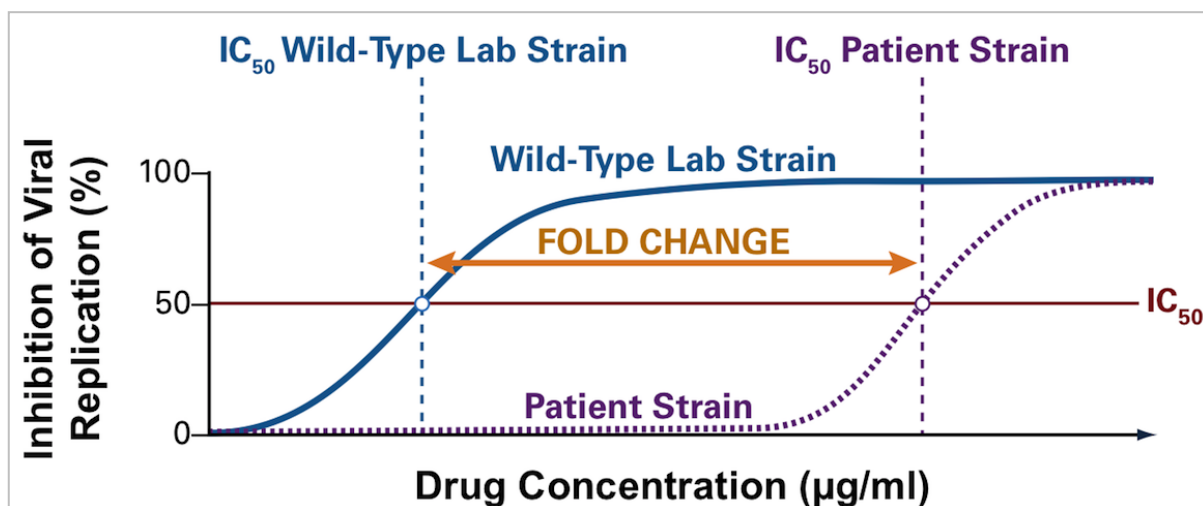 IC50 Wild-Type Lab Strain
IC50 Patient Strain
Wild-Type Lab Strain
FOLD CHANGE
IC50
Patient Strain
100
50
0
Inhibition of Viral
Replication (%)
Drug Concentration (µg/ml)